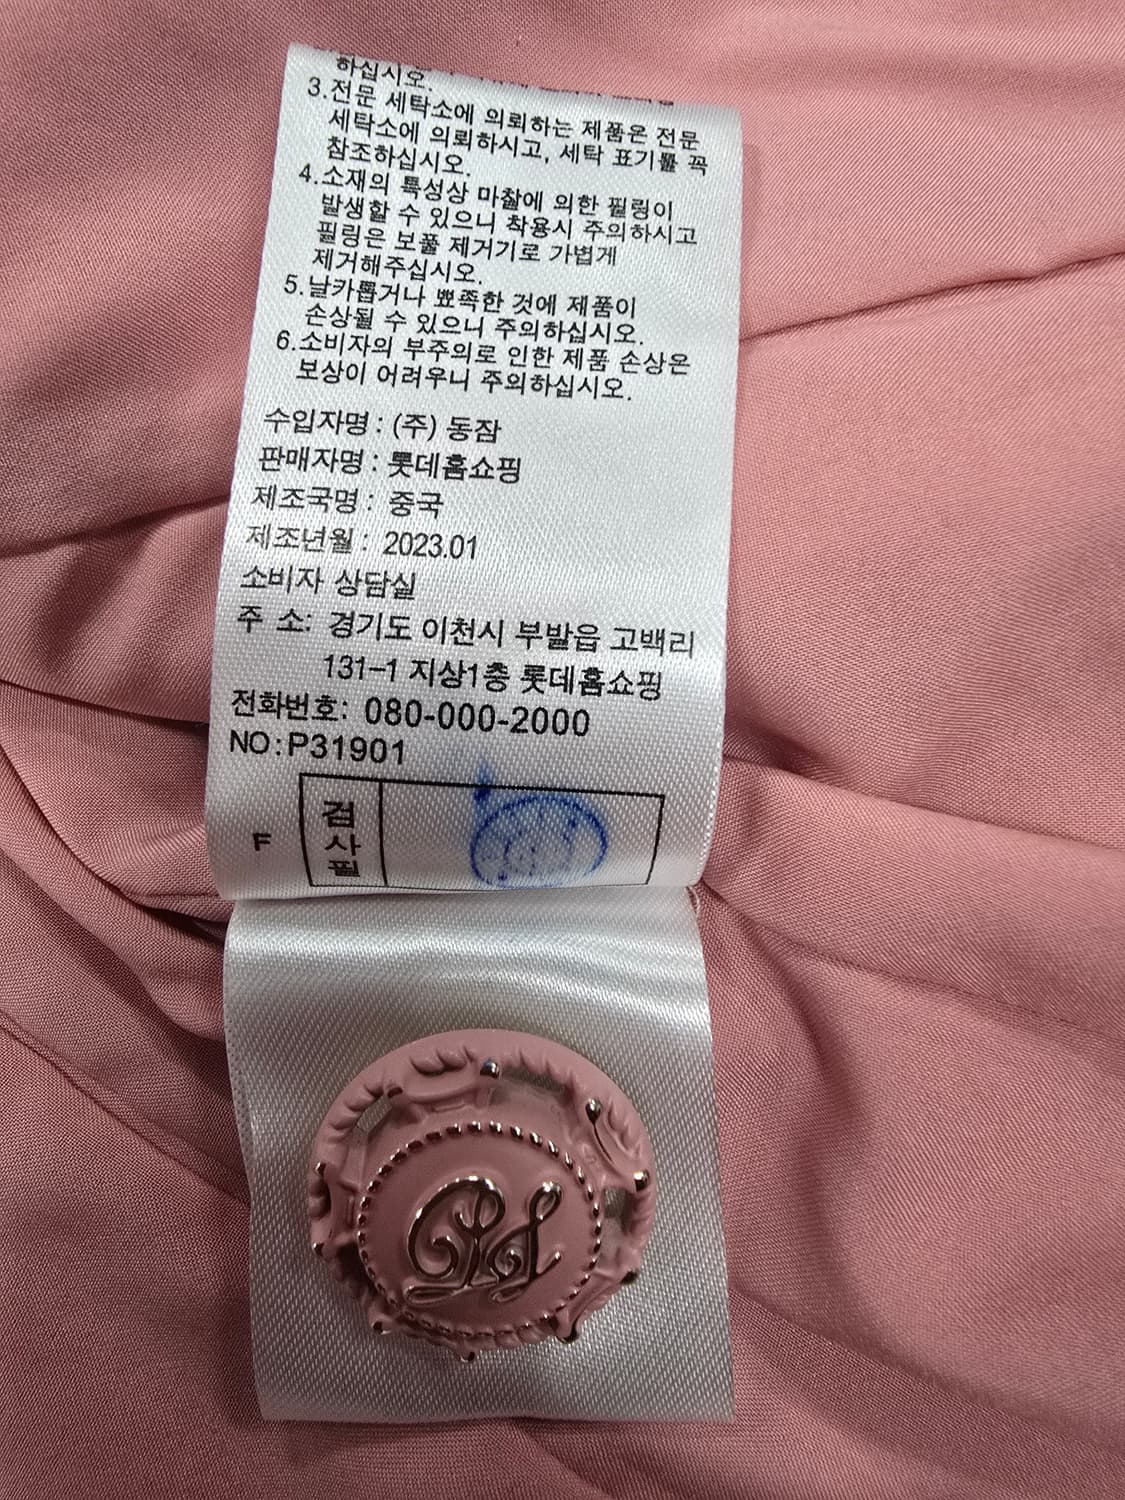 하십시오.
3.전문 세탁소에 의뢰하는 제품은 전문
세탁소에 의뢰하시고, 세탁 표기를 꼭
참조하십시오.
4.소재의 특성상 마찰에 의한 필링이
발생할 수 있으니 착용시 주의하시고
필링은 보풀 제거기로 가볍게
제거해주십시오.
5.날카롭거나 뾰족한 것에 제품이
손상될 수 있으니 주의하십시오.
6.소비자의 부주의로 인한 제품 손상은
보상이 어려우니 주의하십시오.
수입자명 : (주) 동잠
판매자명 : 롯데홈쇼핑
제조국명 : 중국
제조년월 : 2023.01
소비자 상담실
주 소: 경기도 이천시 부발읍 고백리
131-1 지상1층 롯데홈쇼핑
전화번호: 080-000-2000
NO:P31901
F
검사필